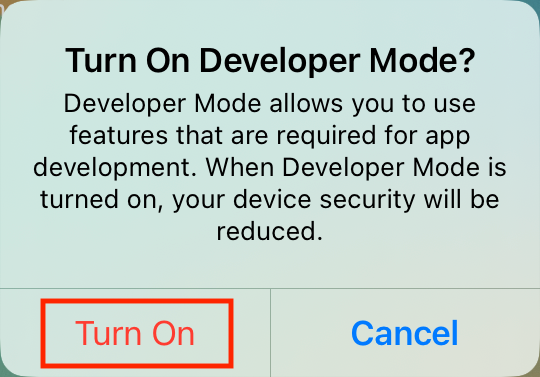 Turn On Developer Mode?
Developer Mode allows you to use
features that are required for app
development. When Developer Mode is
turned on, your device security will be
reduced.
Turn On
Cancel